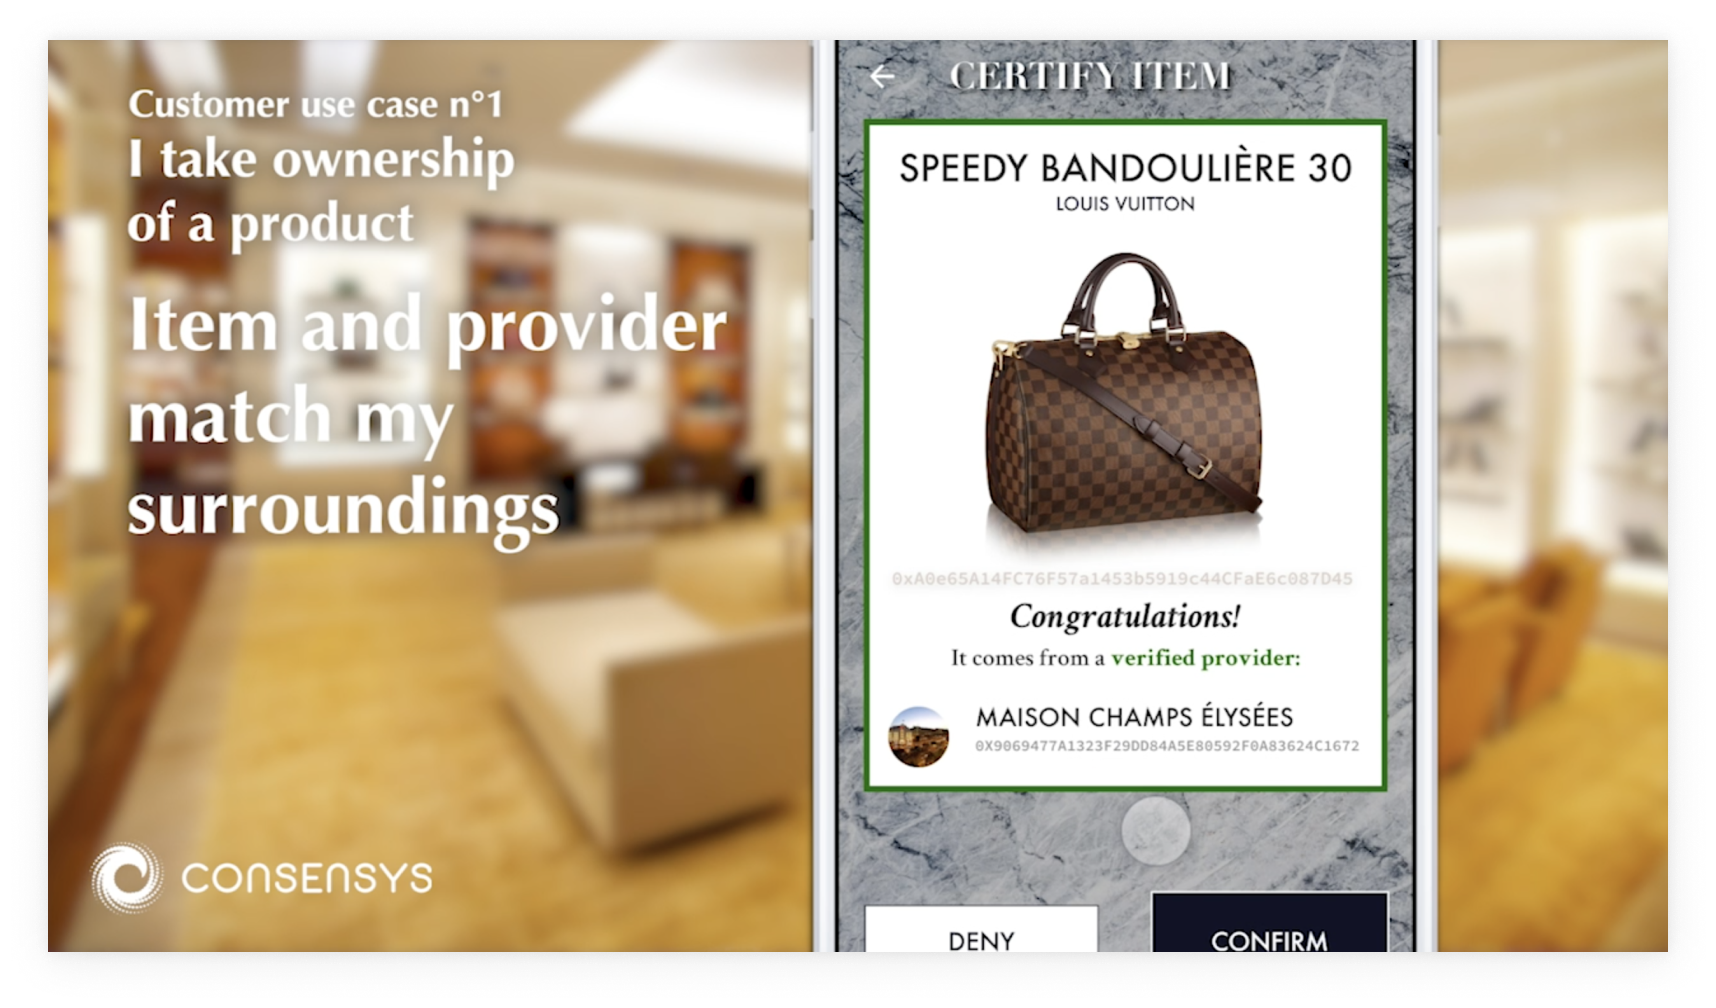 Customer use case n°1
I take ownership
of a product
Item and provider
match my
surroundings
CONSENSYS
CERTIFY ITEM
SPEEDY BANDOULIÈRE 30
LOUIS VUITTON
0xA0e65A14FC76F57a1453b5919c44CFaE6c087D45
Congratulations!
It comes from a verified provider:
MAISON CHAMPS ÉLYSÉES
0X9069477A1323F29DD84A5E80592F0A83624C1672
DENY
CONFIRM